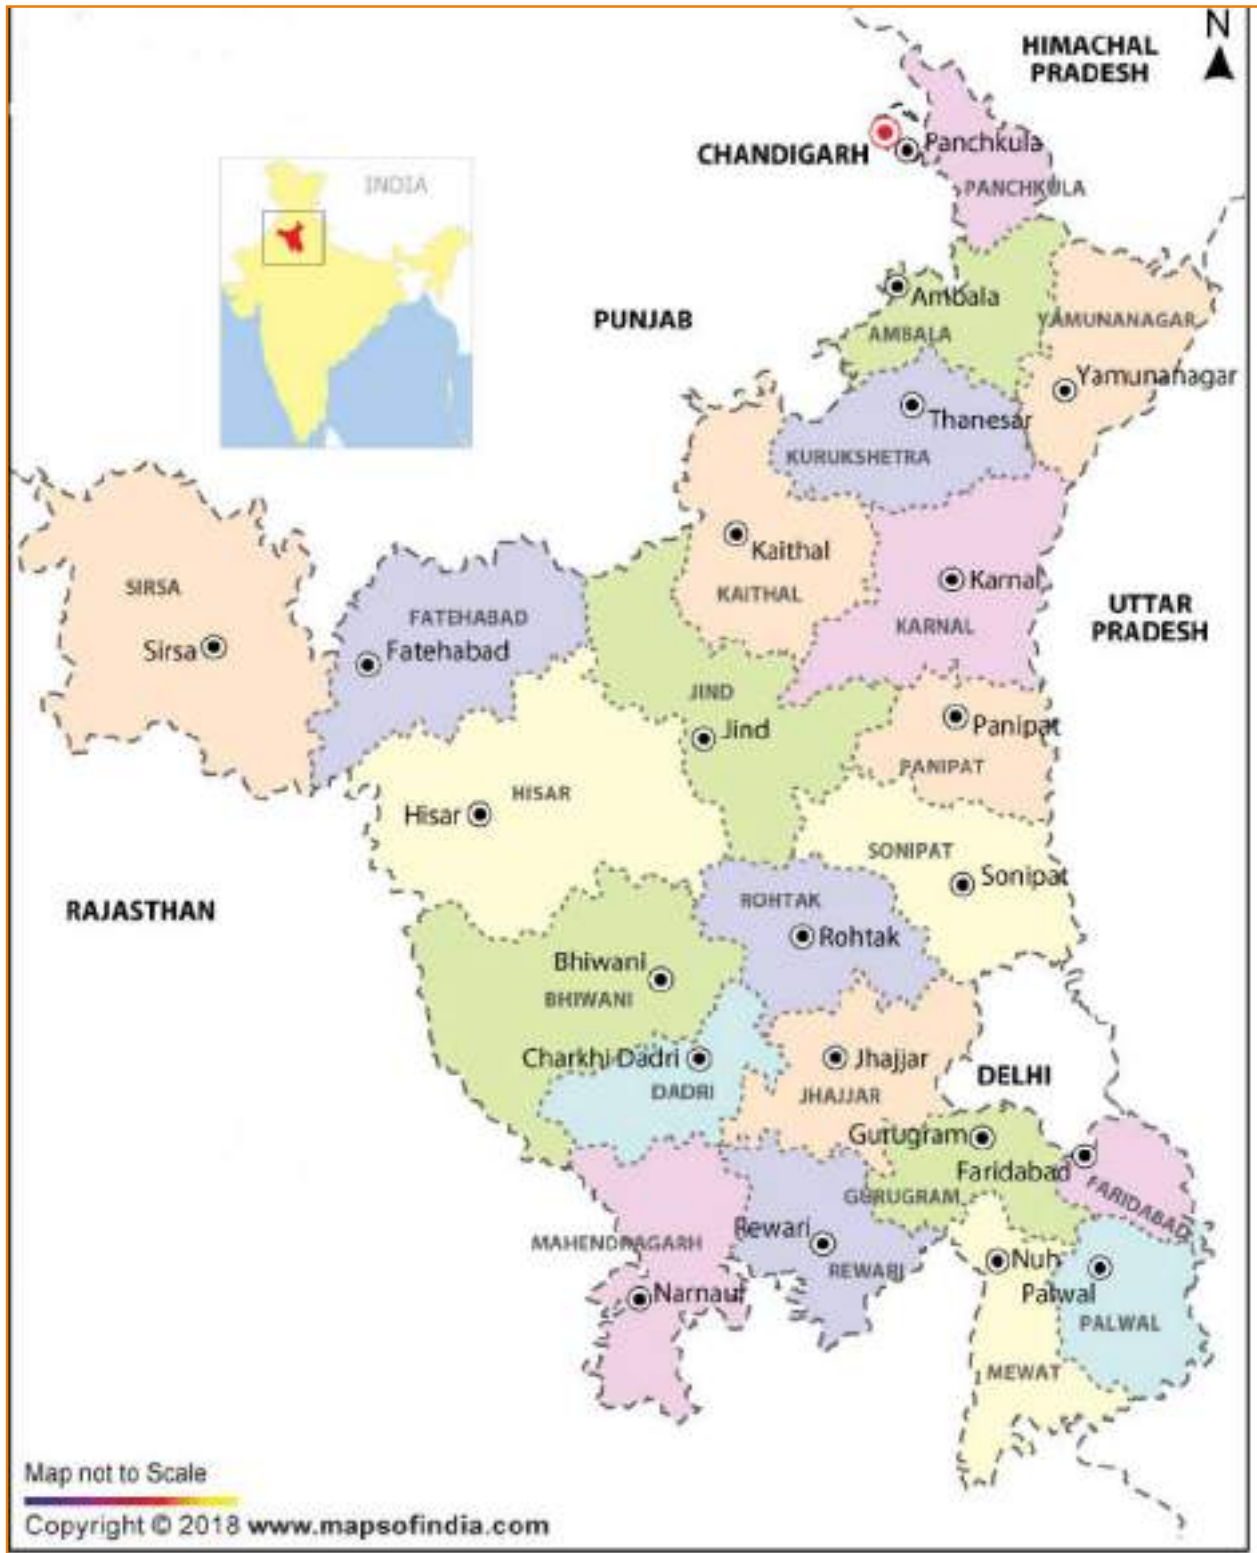 N
HIMACHAL
PRADESH
CHANDIGARH
Panchkula
PANCHKULA
INDIA
Ambala
PUNJAB
AMBALA
YAMUNANAGAR
Yamunanagar
Thanesar
KURUKSHETRA
Kaithal
KAITHAL
Karnal
KARNAL
UTTAR
PRADESH
SIRSA
Sirsa
FATEHABAD
Fatehabad
JIND
Jind
Panipat
PANIPAT
HISAR
Hisar
SONIPAT
Sonipat
RAJASTHAN
ROHTAK
Rohtak
Bhiwani
BHIWANI
Charkhi Dadri
DADRI
Jhajjar
JHAJJAR
DELHI
Gurugram
Faridabad
GURUGRAM
FARIDABAD
MAHENDRAGARH
Rewari
REWARI
Narnaul
Nuh
Palwal
PALWAL
MEWAT
Map not to Scale
Copyright © 2018 www.mapsofindia.com